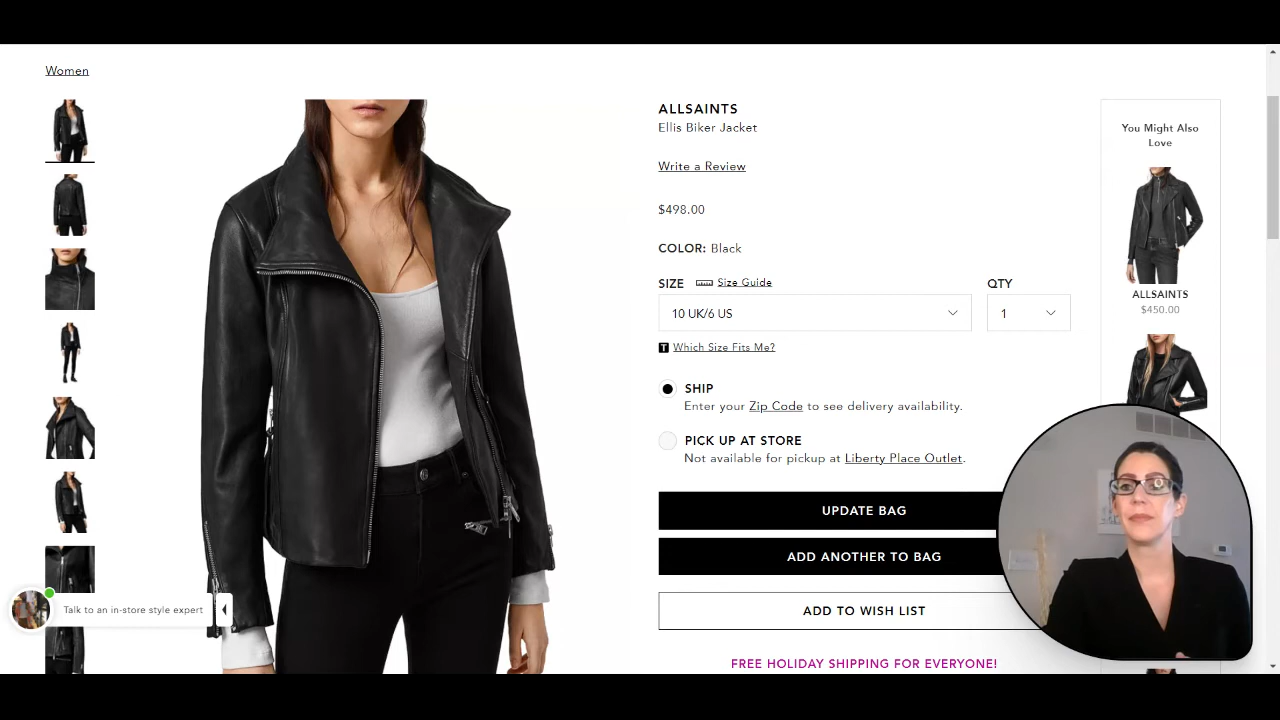 Women
ALLSAINTS
Ellis Biker Jacket
Write a Review
$498.00
COLOR: Black
SIZE Size Guide QTY
10 UK/6 US 1
T Which Size Fits Me?
SHIP
Enter your Zip Code to see delivery availability.
PICK UP AT STORE
Not available for pickup at Liberty Place Outlet.
UPDATE BAG
ADD ANOTHER TO BAG
ADD TO WISH LIST
FREE HOLIDAY SHIPPING FOR EVERYONE!
You Might Also
Love
ALLSAINTS
$450.00
Talk to an in-store style expert